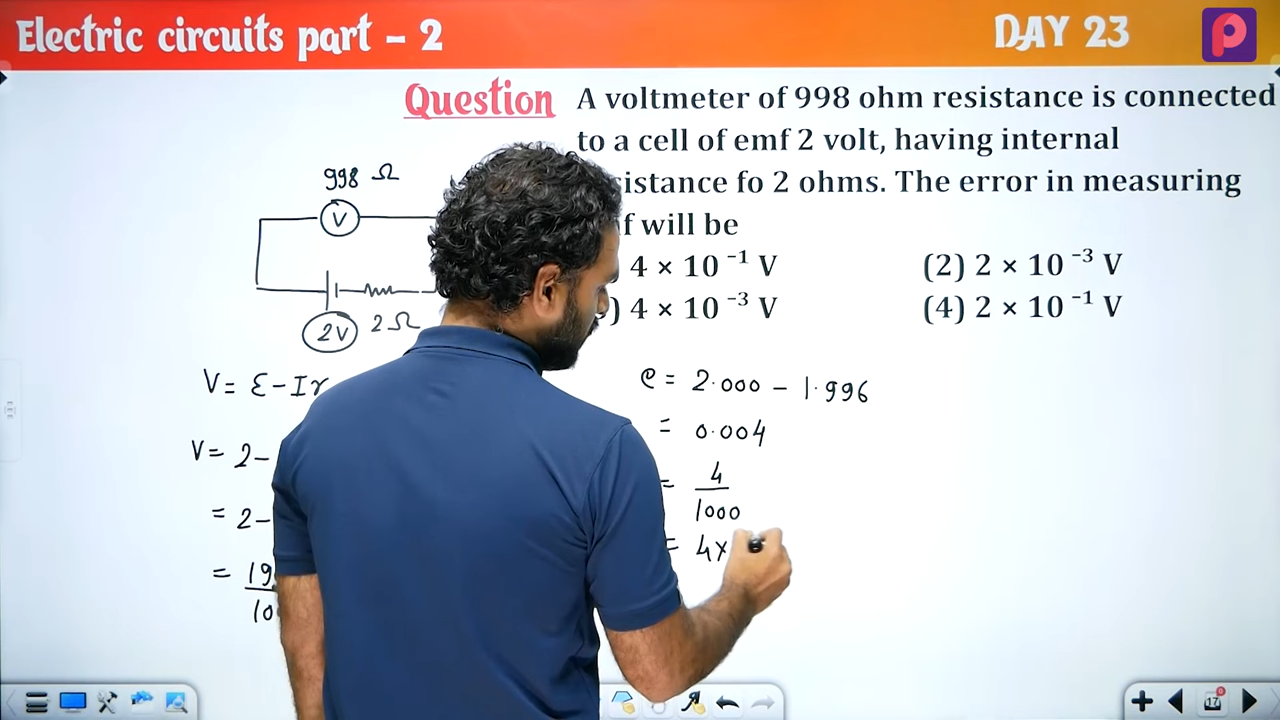 Electric circuits part – 2
DAY 23
Question A voltmeter of 998 ohm resistance is connected
to a cell of emf 2 volt, having internal
istance fo 2 ohms. The error in measuring
f will be
4 × 10 ⁻¹ V
(2) 2 × 10 ⁻³ V
) 4 × 10 ⁻³ V
(4) 2 × 10 ⁻¹ V
998 Ω
V
2V
2 Ω
V = Ɛ - Ir
V = 2 -
= 2 -
= 19
10
e = 2.000 - 1.996
= 0.004
= 4
1000
= 4 ×
17